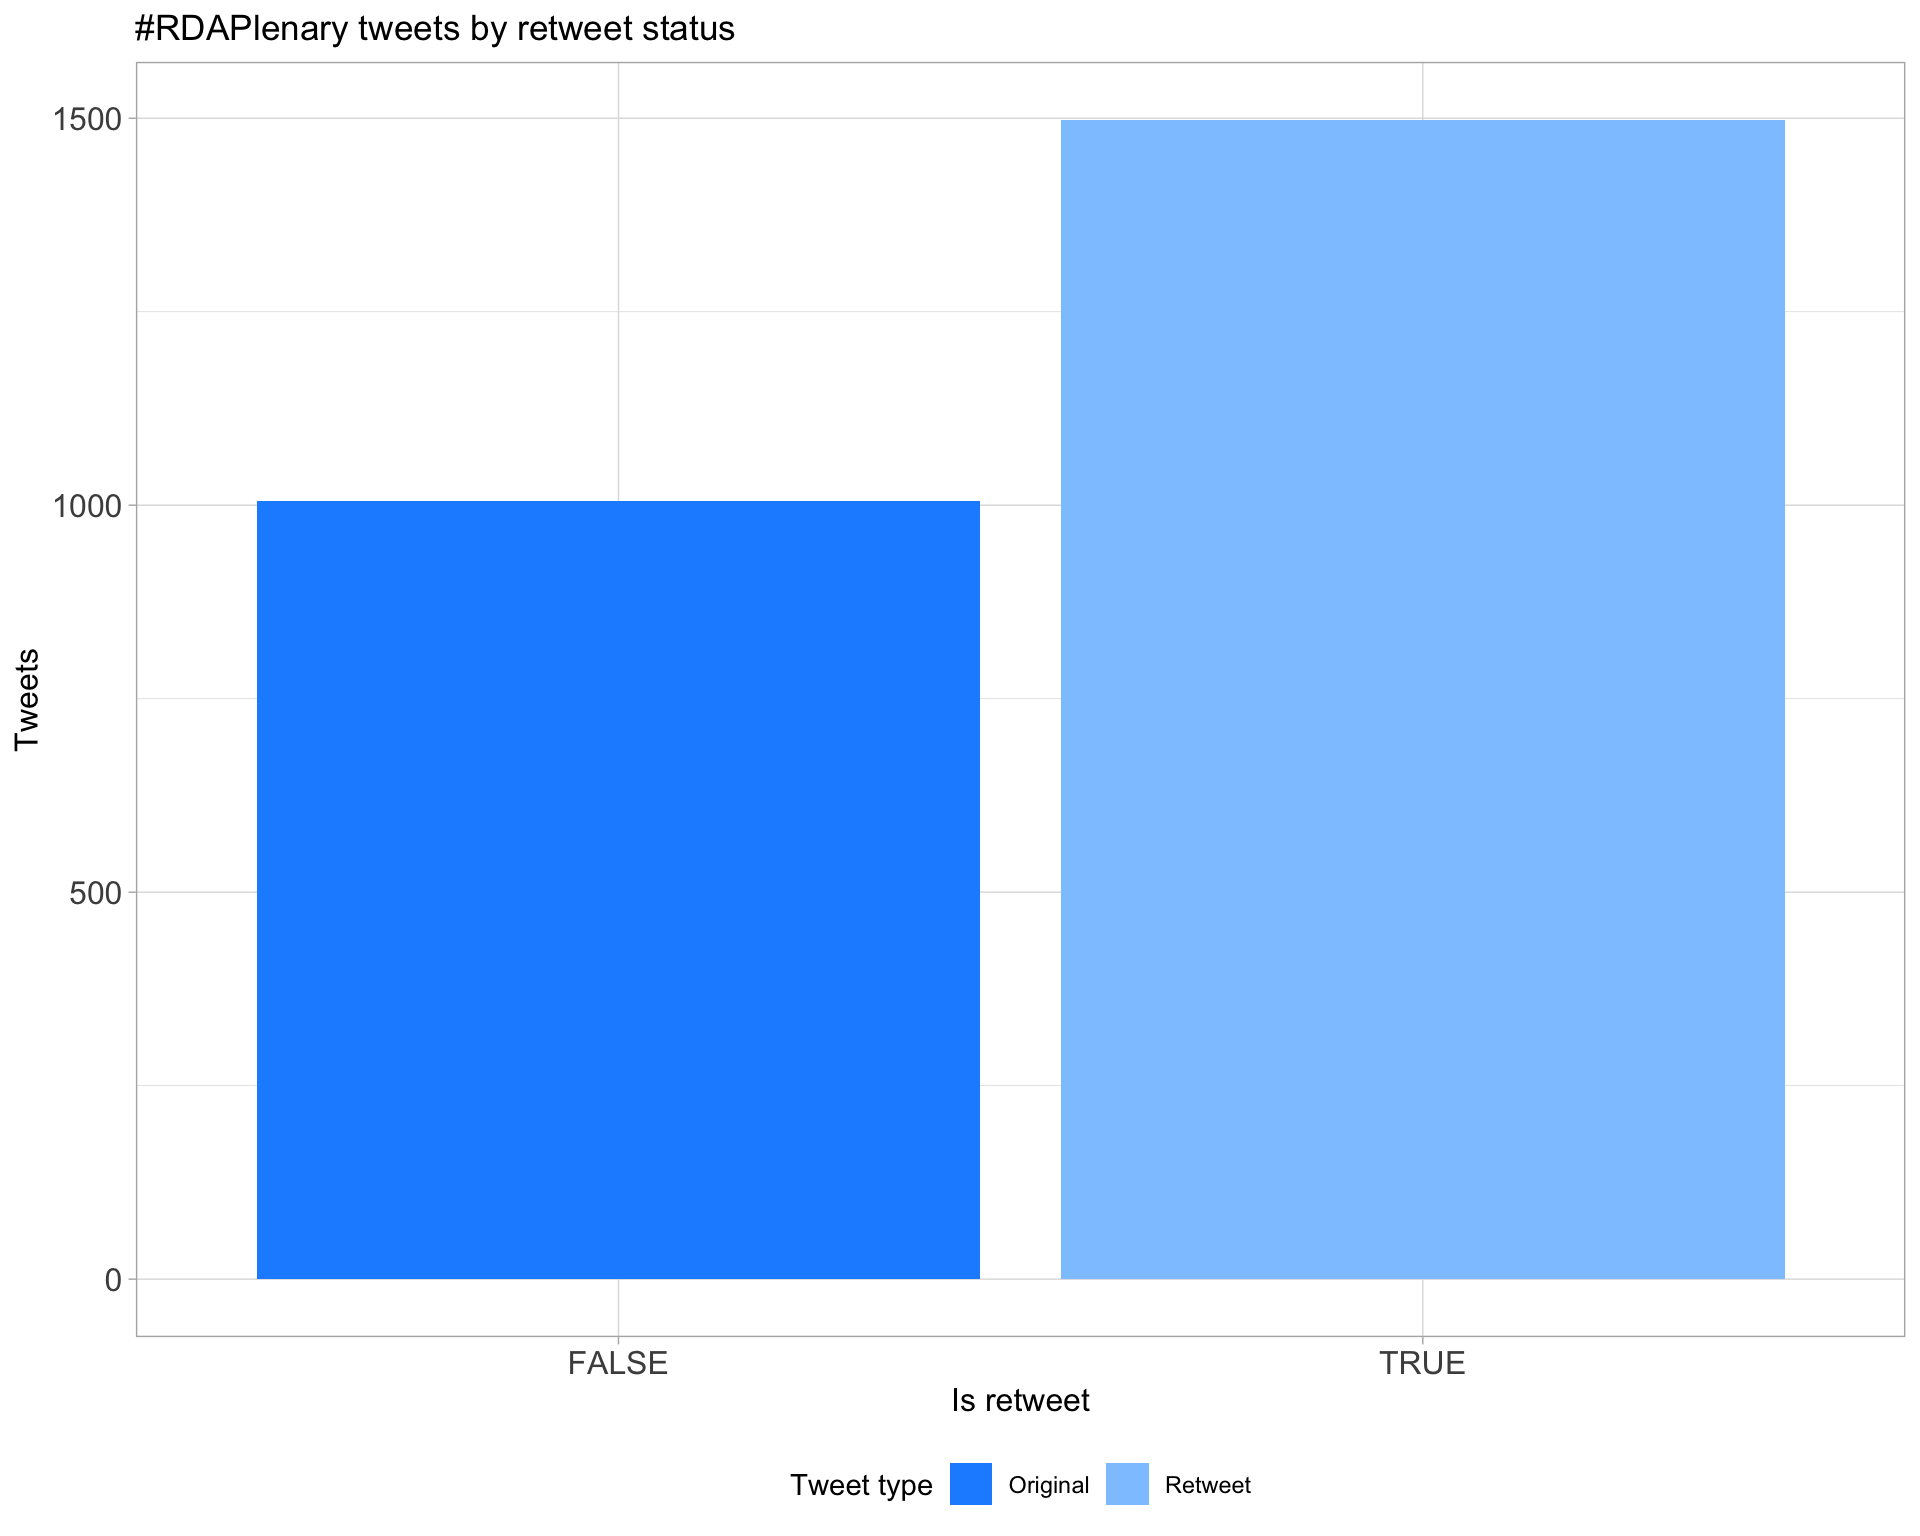 #RDAPlenary tweets by retweet status
1500
1000
500
0
Tweets
FALSE TRUE
Is retweet
Tweet type Original Retweet